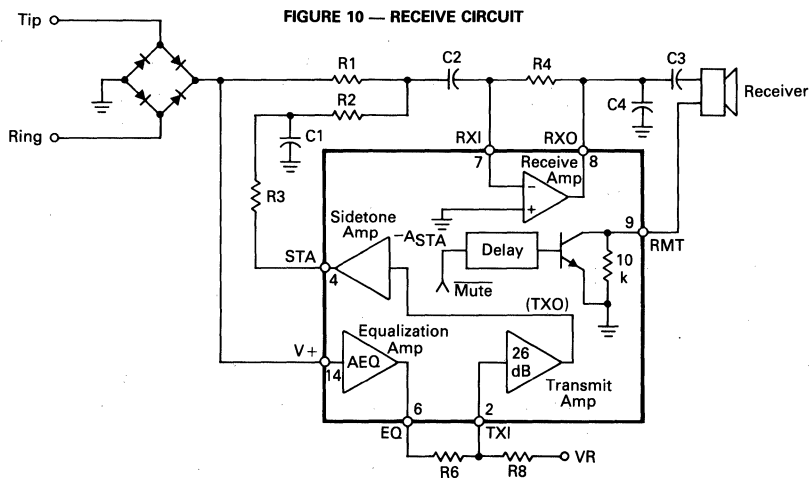 FIGURE 10 — RECEIVE CIRCUIT
Tip
Ring
R1
R2
C1
R3
C2
R4
C3
C4
Receiver
RXI
7
RXO
8
Receive
Amp
−
+
9
RMT
Sidetone
Amp
−ASTA
STA
4
Delay
Mute
10
k
(TXO)
V+
14
Equalization
Amp
AEQ
26
dB
Transmit
Amp
6
EQ
2
TXI
R6
R8
VR